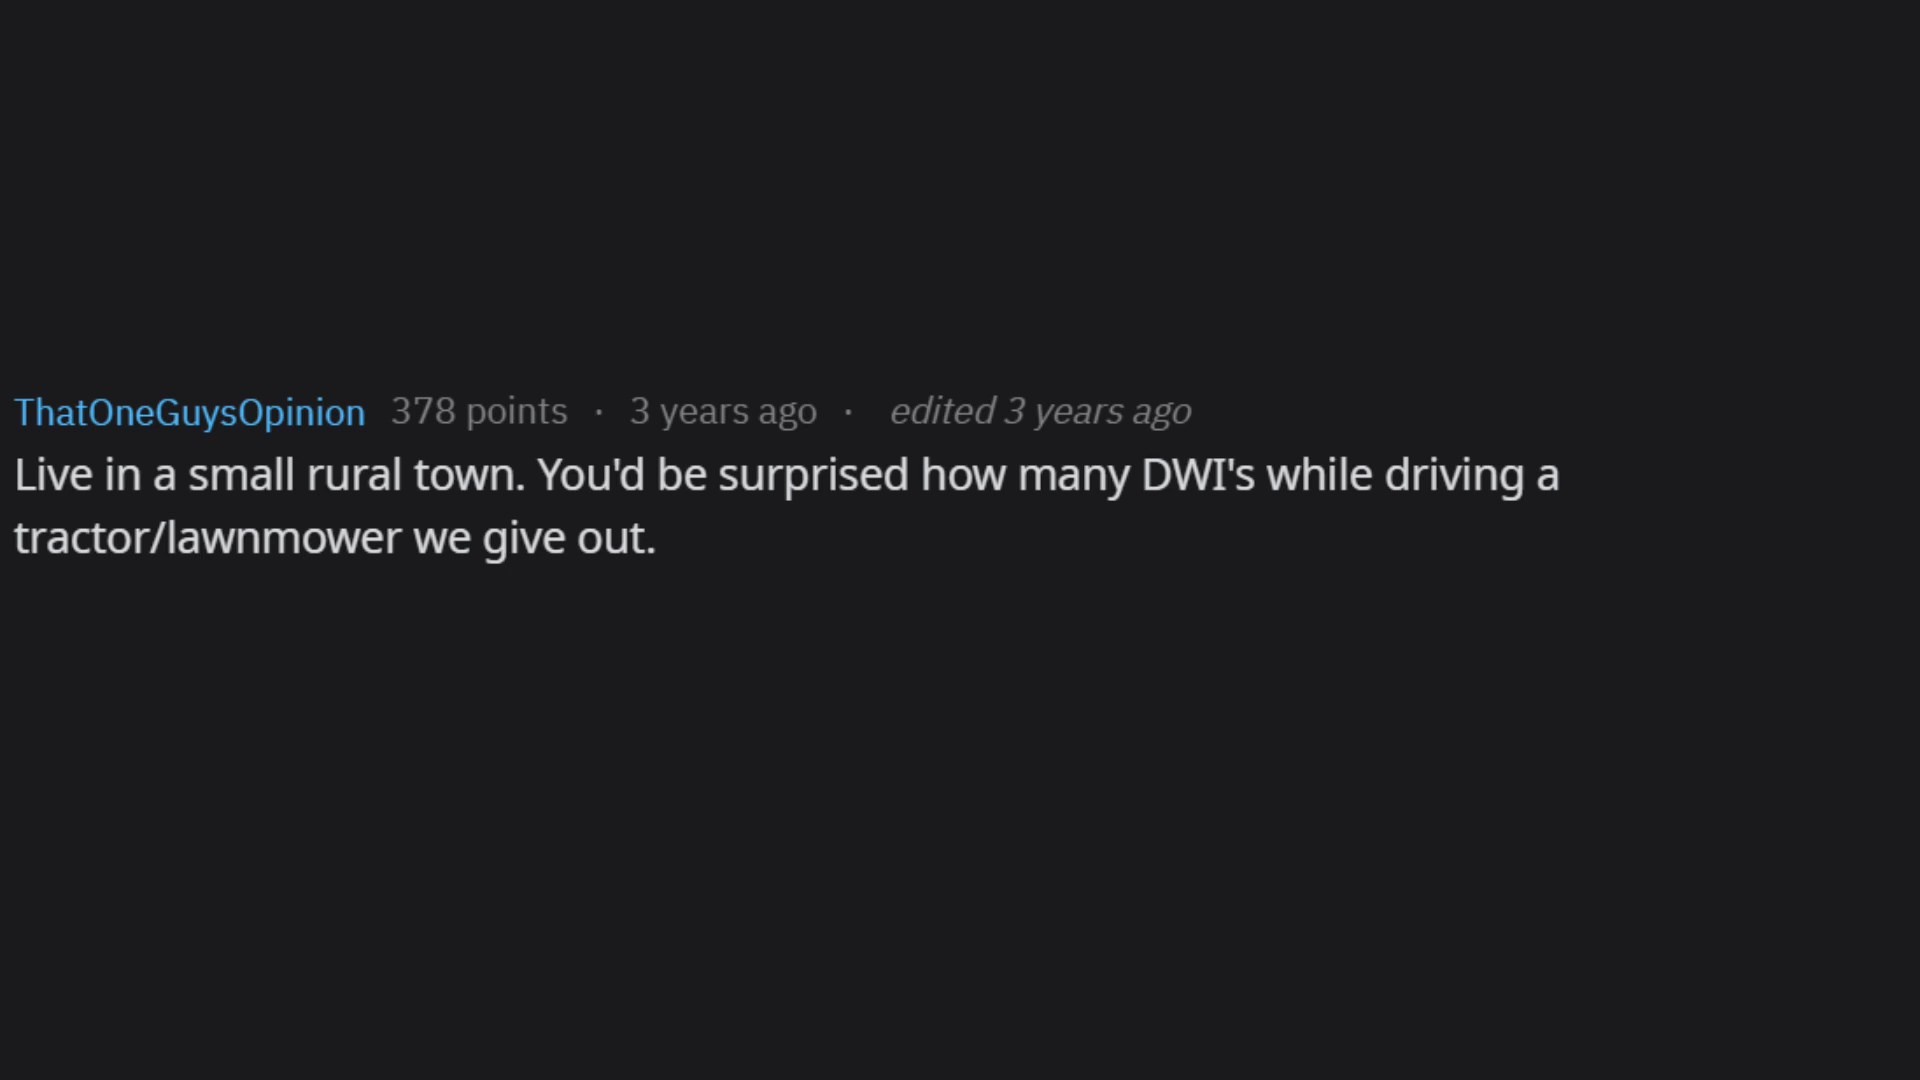 ThatOneGuysOpinion 378 points · 3 years ago · edited 3 years ago
Live in a small rural town. You'd be surprised how many DWI's while driving a
tractor/lawnmower we give out.